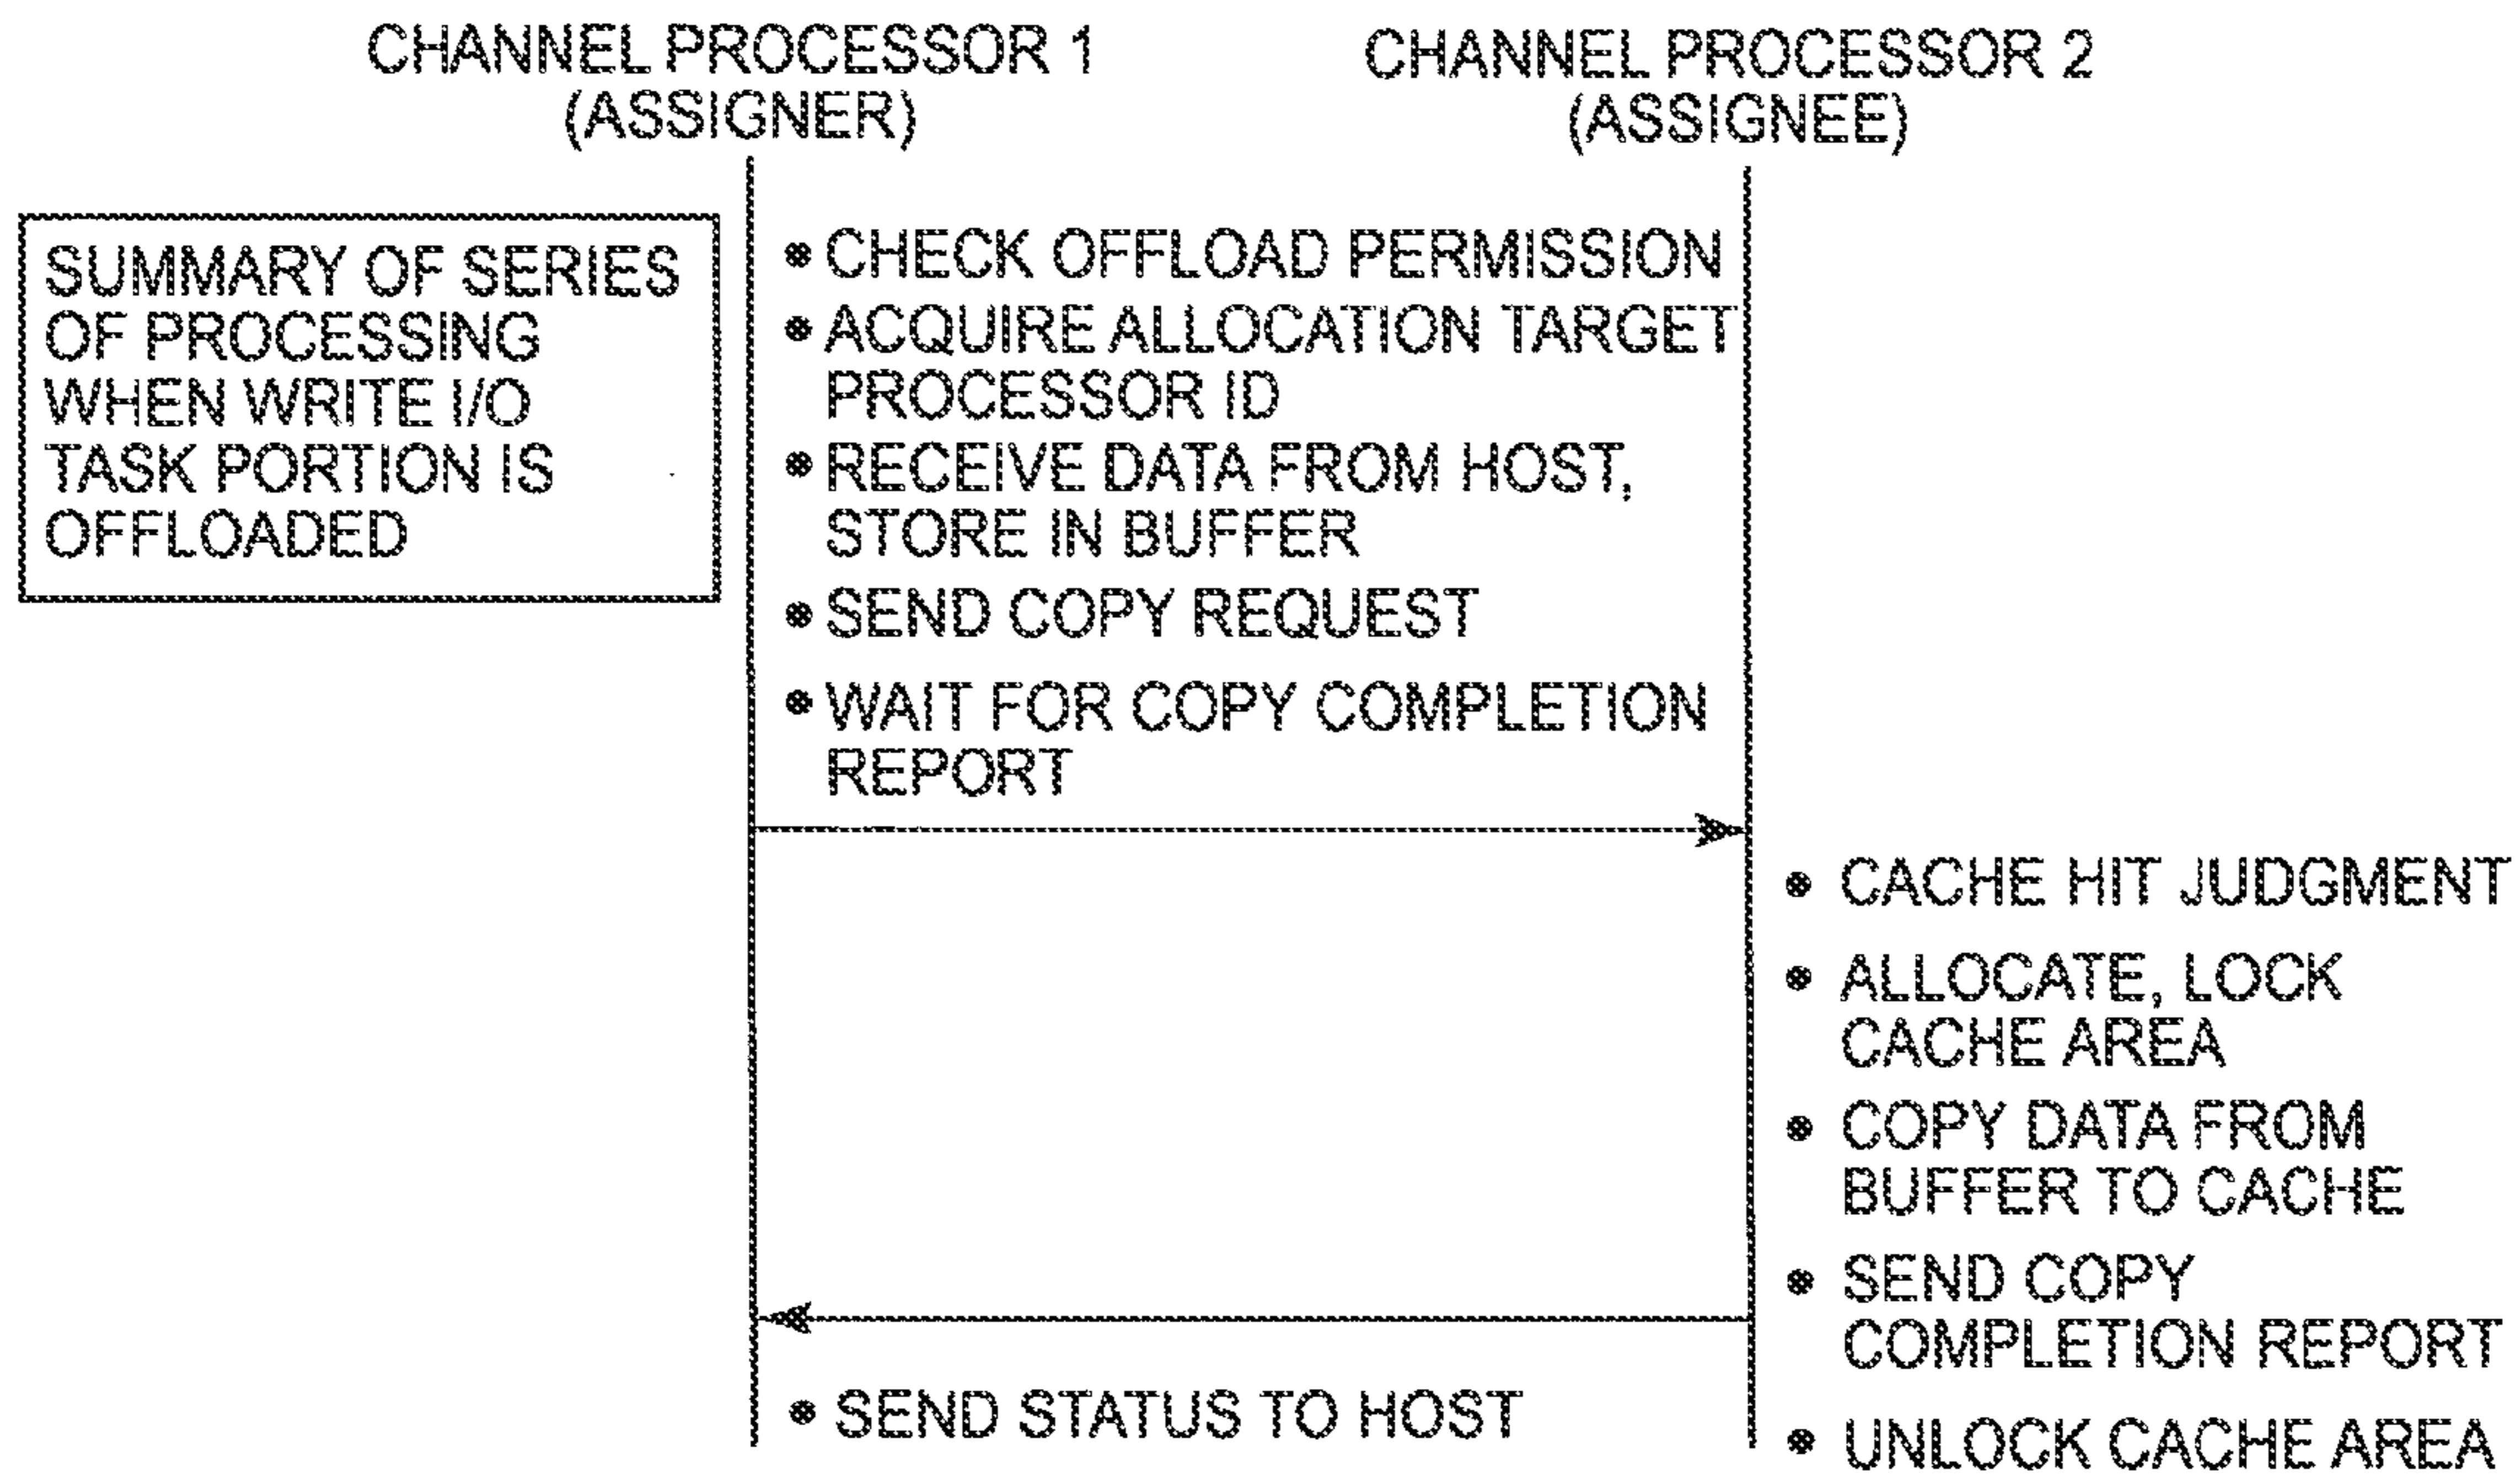 CHANNEL PROCESSOR 1
(ASSIGNER)
CHANNEL PROCESSOR 2
(ASSIGNEE)
SUMMARY OF SERIES
OF PROCESSING
WHEN WRITE I/O
TASK PORTION IS
OFFLOADED
• CHECK OFFLOAD PERMISSION
• ACQUIRE ALLOCATION TARGET
PROCESSOR ID
• RECEIVE DATA FROM HOST,
STORE IN BUFFER
• SEND COPY REQUEST
• WAIT FOR COPY COMPLETION
REPORT
• CACHE HIT JUDGMENT
• ALLOCATE, LOCK
CACHE AREA
• COPY DATA FROM
BUFFER TO CACHE
• SEND COPY
COMPLETION REPORT
• SEND STATUS TO HOST
• UNLOCK CACHE AREA